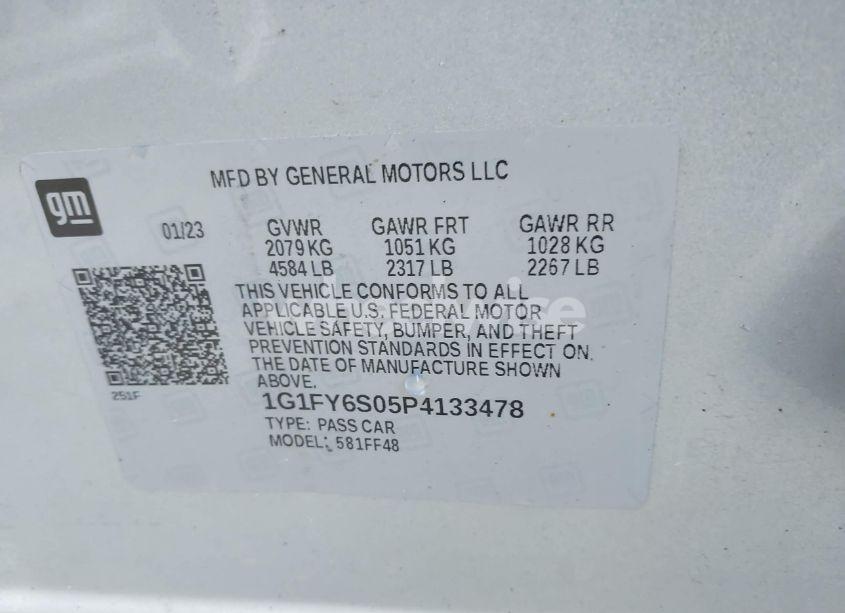 MFD BY GENERAL MOTORS LLC
gm
01/23 GVWR GAWR FRT GAWR RR
2079 KG 1051 KG 1028 KG
4584 LB 2317 LB 2267 LB
THIS VEHICLE CONFORMS TO ALL
APPLICABLE U.S. FEDERAL MOTOR
VEHICLE SAFETY, BUMPER, AND THEFT
PREVENTION STANDARDS IN EFFECT ON
THE DATE OF MANUFACTURE SHOWN
ABOVE.
251F
1G1FY6S05P4133478
TYPE: PASS CAR
MODEL: 581FF48